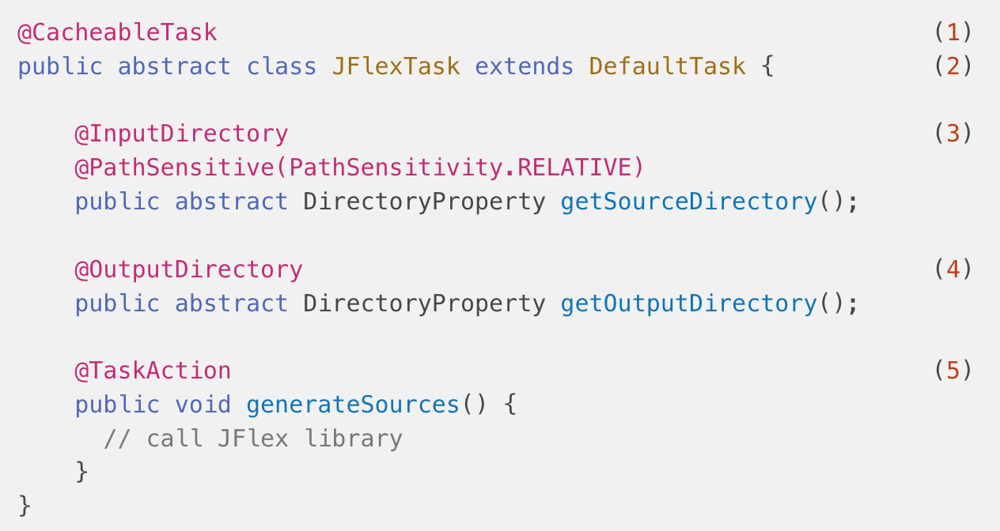 @CacheableTask (1)
public abstract class JFlexTask extends DefaultTask { (2)
@InputDirectory (3)
@PathSensitive(PathSensitivity.RELATIVE)
public abstract DirectoryProperty getSourceDirectory();
@OutputDirectory (4)
public abstract DirectoryProperty getOutputDirectory();
@TaskAction (5)
public void generateSources() {
// call JFlex library
}
}